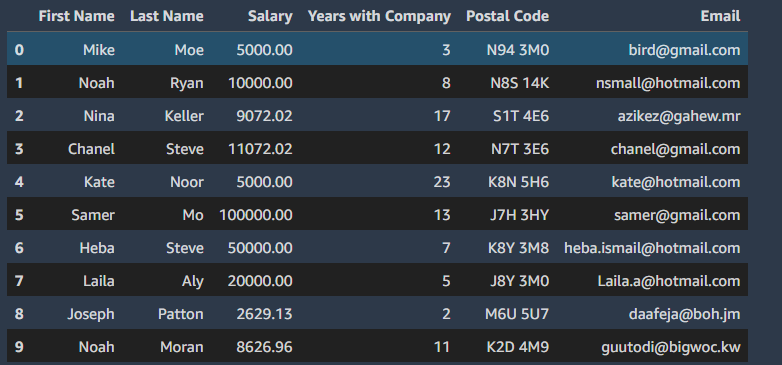 First Name Last Name Salary Years with Company Postal Code Email
0 Mike Moe 5000.00 3 N94 3M0 bird@gmail.com
1 Noah Ryan 10000.00 8 N8S 14K nsmall@hotmail.com
2 Nina Keller 9072.02 17 S1T 4E6 azikez@gahew.mr
3 Chanel Steve 11072.02 12 N7T 3E6 chanel@gmail.com
4 Kate Noor 5000.00 23 K8N 5H6 kate@hotmail.com
5 Samer Mo 100000.00 13 J7H 3HY samer@gmail.com
6 Heba Steve 50000.00 7 K8Y 3M8 heba.ismail@hotmail.com
7 Laila Aly 20000.00 5 J8Y 3M0 Laila.a@hotmail.com
8 Joseph Patton 2629.13 2 M6U 5U7 daafeja@boh.jm
9 Noah Moran 8626.96 11 K2D 4M9 guutodi@bigwoc.kw